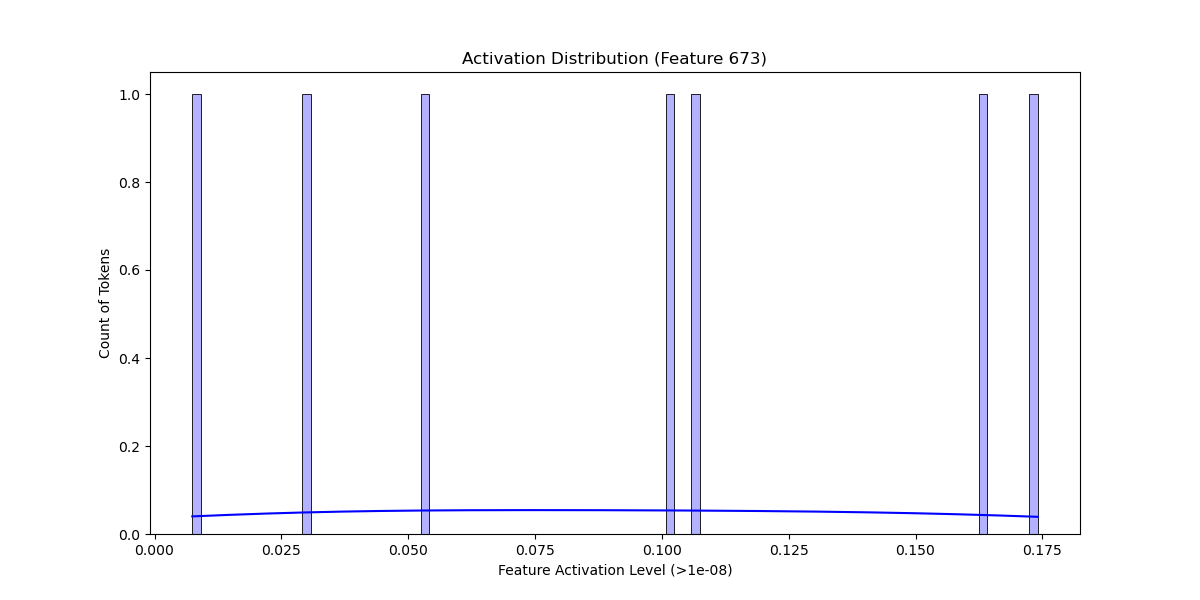 Activation Distribution (Feature 673)
1.0
0.8
0.6
0.4
0.2
0.0
Count of Tokens
0.000 0.025 0.050 0.075 0.100 0.125 0.150 0.175
Feature Activation Level (>1e-08)